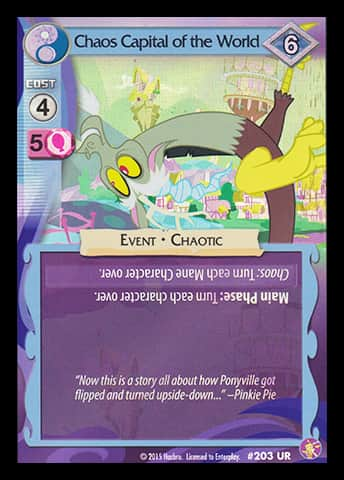 Chaos Capital of the World
6
COST
4
5
EVENT • CHAOTIC
Chaos: Turn each Mane Character over.
Main Phase: Turn each character over.
"Now this is a story all about how Ponyville got
flipped and turned upside-down..." –Pinkie Pie
© 2015 Hasbro. Licensed to Enterplay. #203 UR